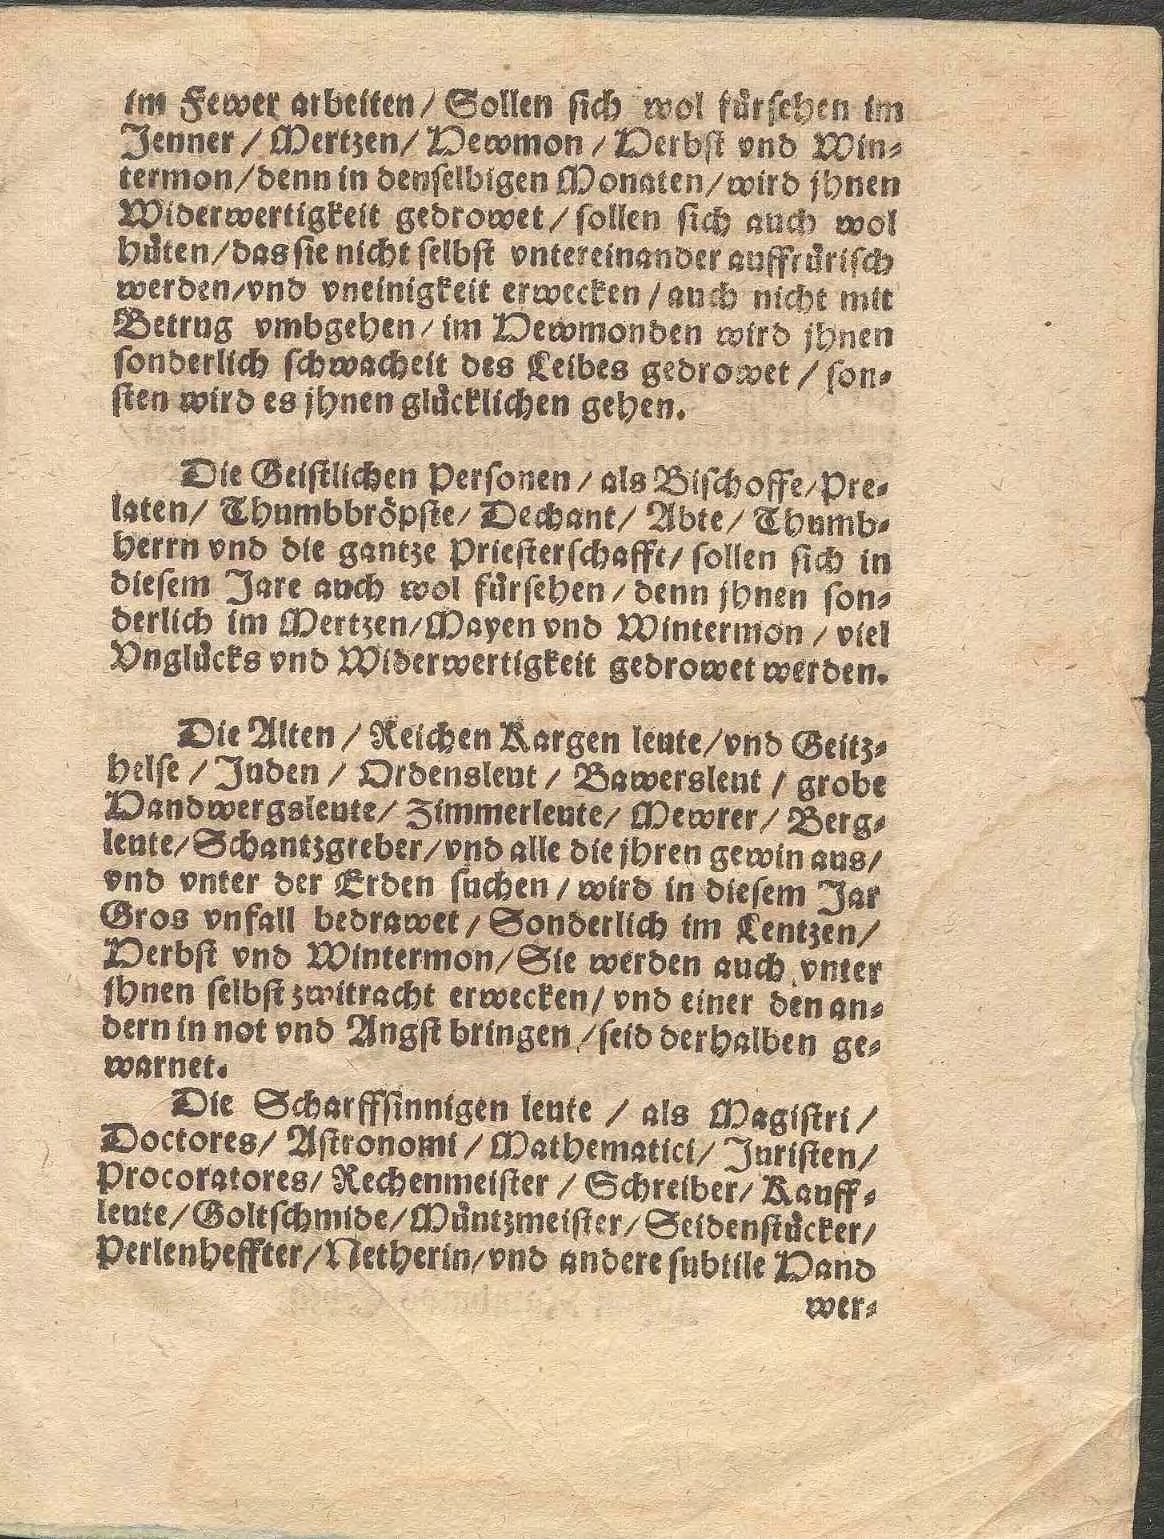 im Fewer arbeiten / Sollen sich wol fürsehen im
Jenner / Mertzen / Hewmon / Herbst vnd Win⸗
termon / denn in denselbigen Monaten / wird jhnen
Widerwertigkeit gedrowet / sollen sich auch wol
hüten / das sie nicht selbst vntereinander auffrürisch
werden / vnd vneinigkeit erwecken / auch nicht mit
Betrug vmbgehen / im Hewmonden wird jhnen
sonderlich schwacheit des Leibes gedrowet / son⸗
sten wird es jhnen glücklichen gehen.
Die Geistlichen Personen / als Bischoffe / Pre⸗
laten / Thumbbröpste / Dechant / Abte / Thumb⸗
herrn vnd die gantze Priesterschafft / sollen sich in
diesem Jare auch wol fürsehen / denn jhnen son⸗
derlich im Mertzen / Mayen vnd Wintermon / viel
Vnglücks vnd Widerwertigkeit gedrowet werden.
Die Alten / Reichen Kargen leute / vnd Geitz⸗
helse / Juden / Ordensleut / Bawersleut / grobe
Handwergsleute / Zimmerleute / Mewrer / Berg⸗
leute / Schantzgreber / vnd alle die jhren gewin aus /
vnd vnter der Erden suchen / wird in diesem Jar
Gros vnfall bedrawet / Sonderlich im Lentzen /
Herbst vnd Wintermon / Sie werden auch vnter
jhnen selbst zwitracht erwecken / vnd einer den an⸗
dern in not vnd Angst bringen / seid derhalben ge⸗
warnet.
Die Scharffsinnigen leute / als Magistri /
Doctores / Astronomi / Mathematici / Juristen /
Procoratores / Rechenmeister / Schreiber / Kauff⸗
leute / Goltschmide / Müntzmeister / Seidenstücker /
Perlenheffter / Netherin / vnd andere subtile Hand
wer⸗